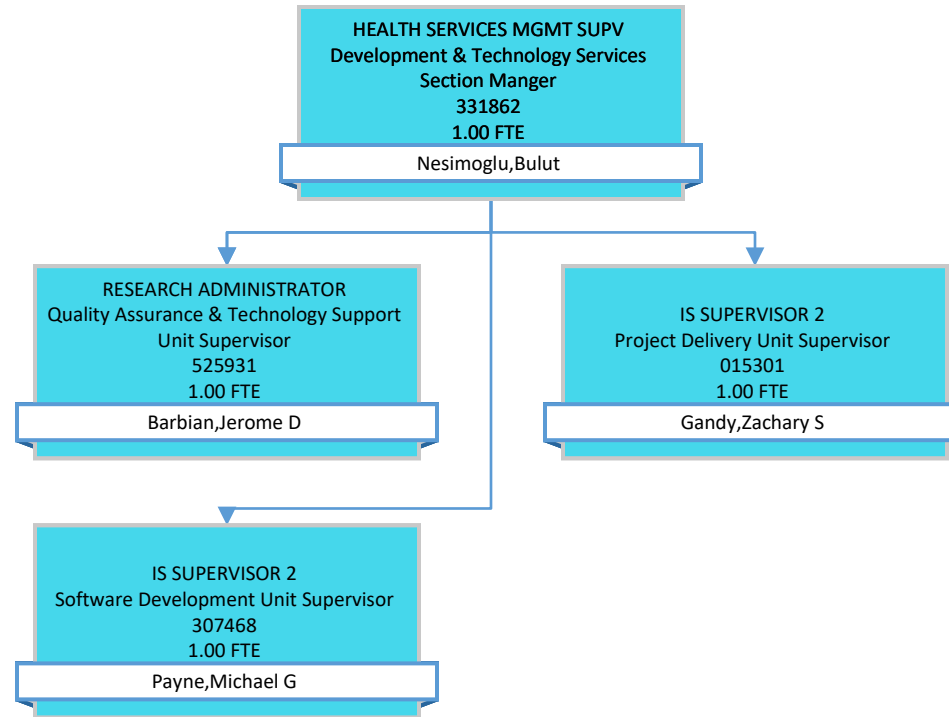 HEALTH SERVICES MGMT SUPV
Development & Technology Services
Section Manger
331862
1.00 FTE
Nesimoglu,Bulut
RESEARCH ADMINISTRATOR
Quality Assurance & Technology Support
Unit Supervisor
525931
1.00 FTE
Barbian,Jerome D
IS SUPERVISOR 2
Project Delivery Unit Supervisor
015301
1.00 FTE
Gandy,Zachary S
IS SUPERVISOR 2
Software Development Unit Supervisor
307468
1.00 FTE
Payne,Michael G